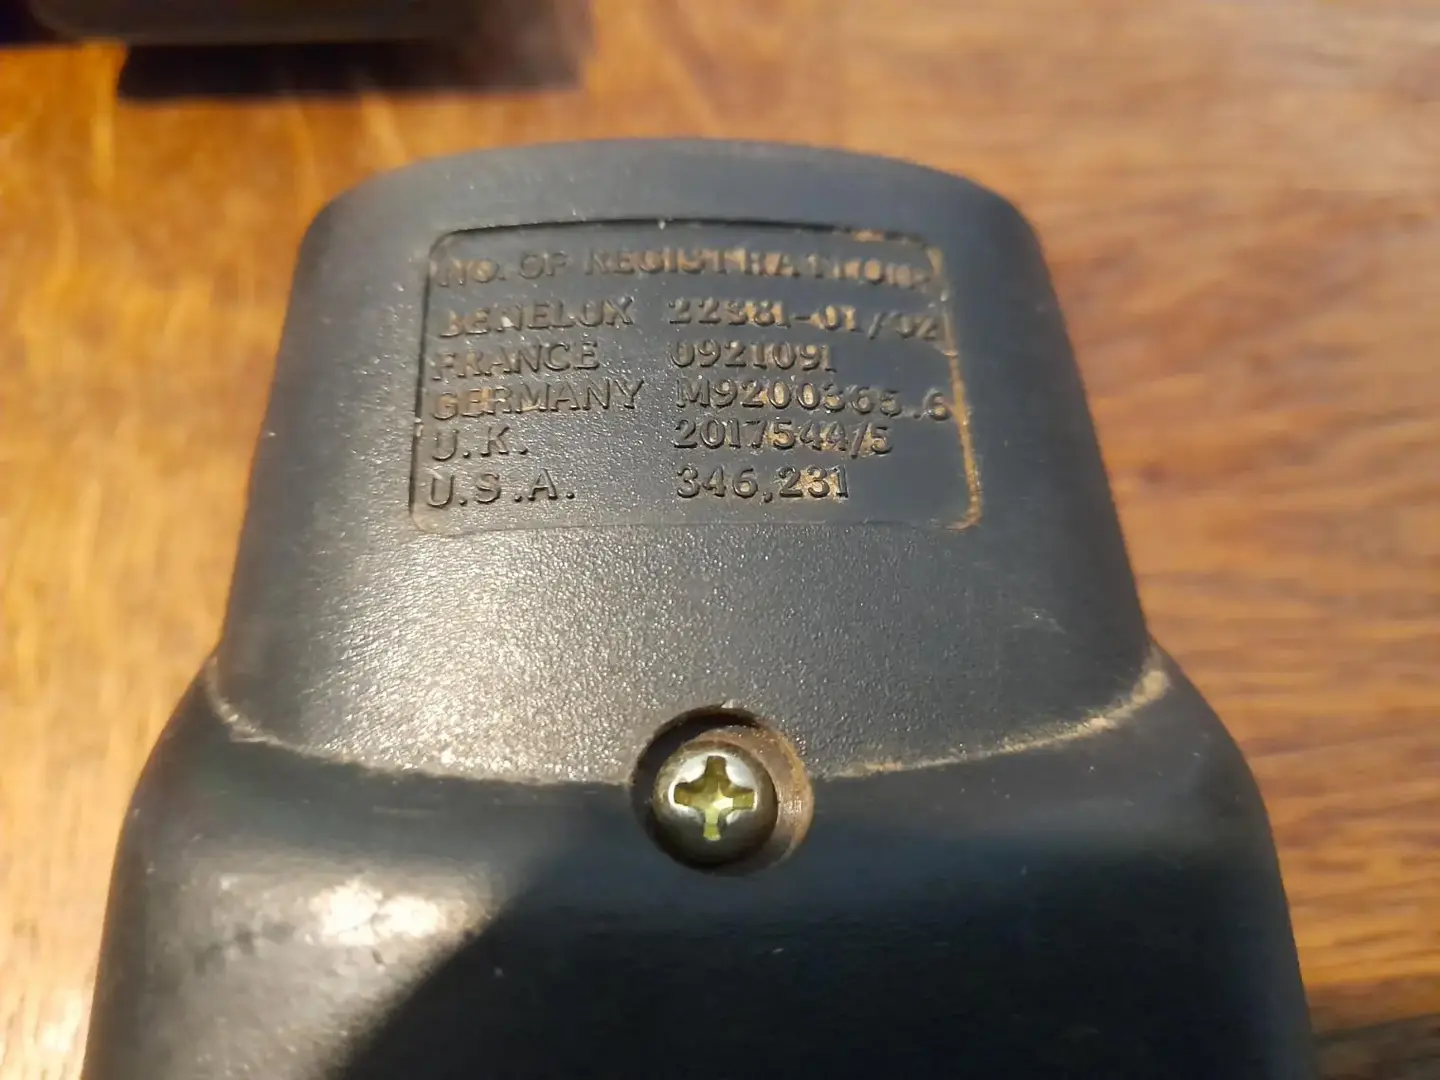 NO. OF REGISTRATION
BENELUX 22381-01/02
FRANCE 0921091
GERMANY M9200365.6
U.K. 2017544/5
U.S.A. 346,231